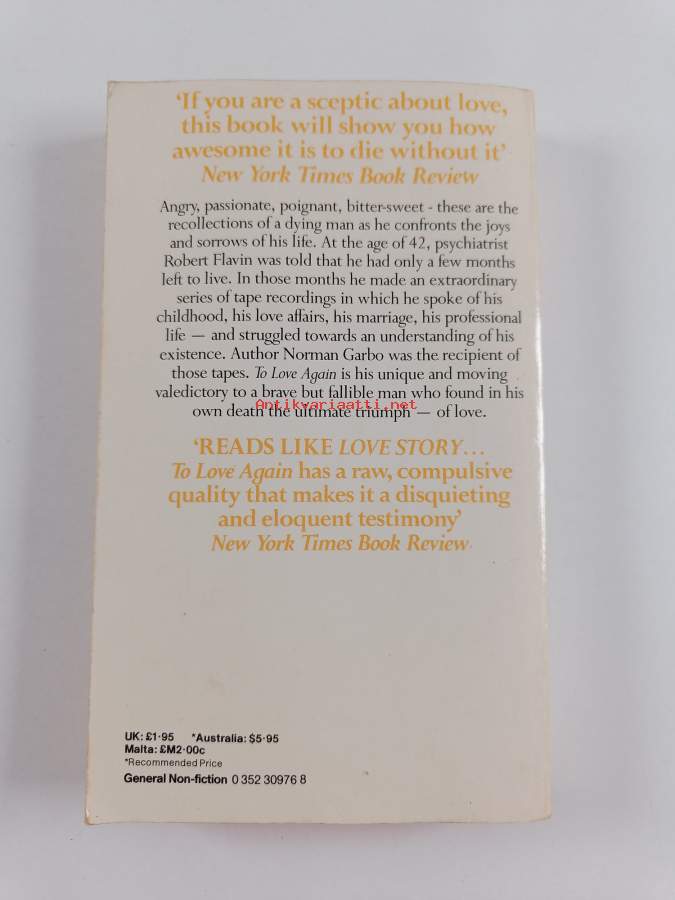 ‘If you are a sceptic about love,
this book will show you how
awesome it is to die without it’
New York Times Book Review
Angry, passionate, poignant, bitter-sweet - these are the
recollections of a dying man as he confronts the joys
and sorrows of his life. At the age of 42, psychiatrist
Robert Flavin was told that he had only a few months
left to live. In those months he made an extraordinary
series of tape recordings in which he spoke of his
childhood, his love affairs, his marriage, his professional
life — and struggled towards an understanding of his
existence. Author Norman Garbo was the recipient of
those tapes. To Love Again is his unique and moving
valedictory to a brave but fallible man who found in his
own death the ultimate triumph — of love.
Antikvariaatti.net
‘READS LIKE LOVE STORY...
To Love Again has a raw, compulsive
quality that makes it a disquieting
and eloquent testimony’
New York Times Book Review
UK: £1·95 *Australia: $5·95
Malta: £M2·00c
*Recommended Price
General Non-fiction 0 352 30976 8